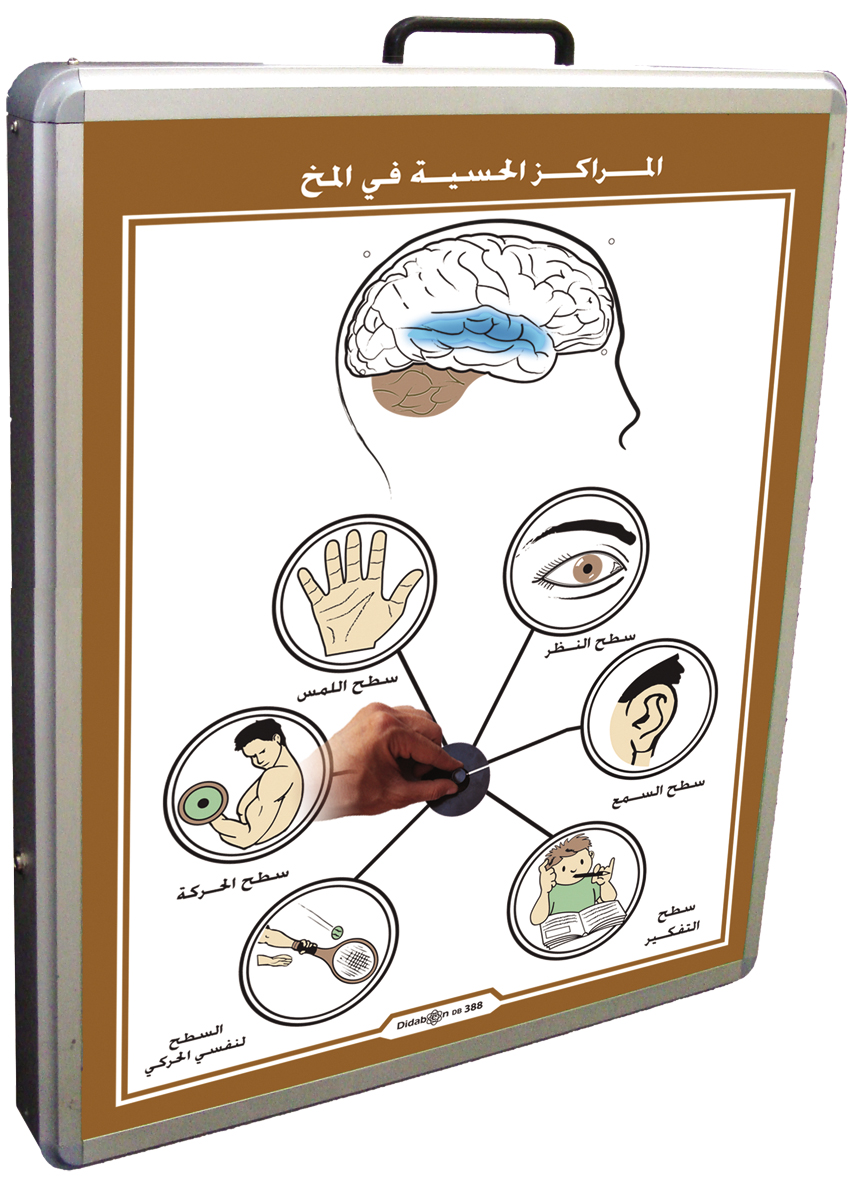 المراكز الحسية في المخ
سطح النظر
سطح اللمس
سطح السمع
سطح الحركة
سطح
التفكير
السطح
لنفسي الحركي
Didabon DB 388